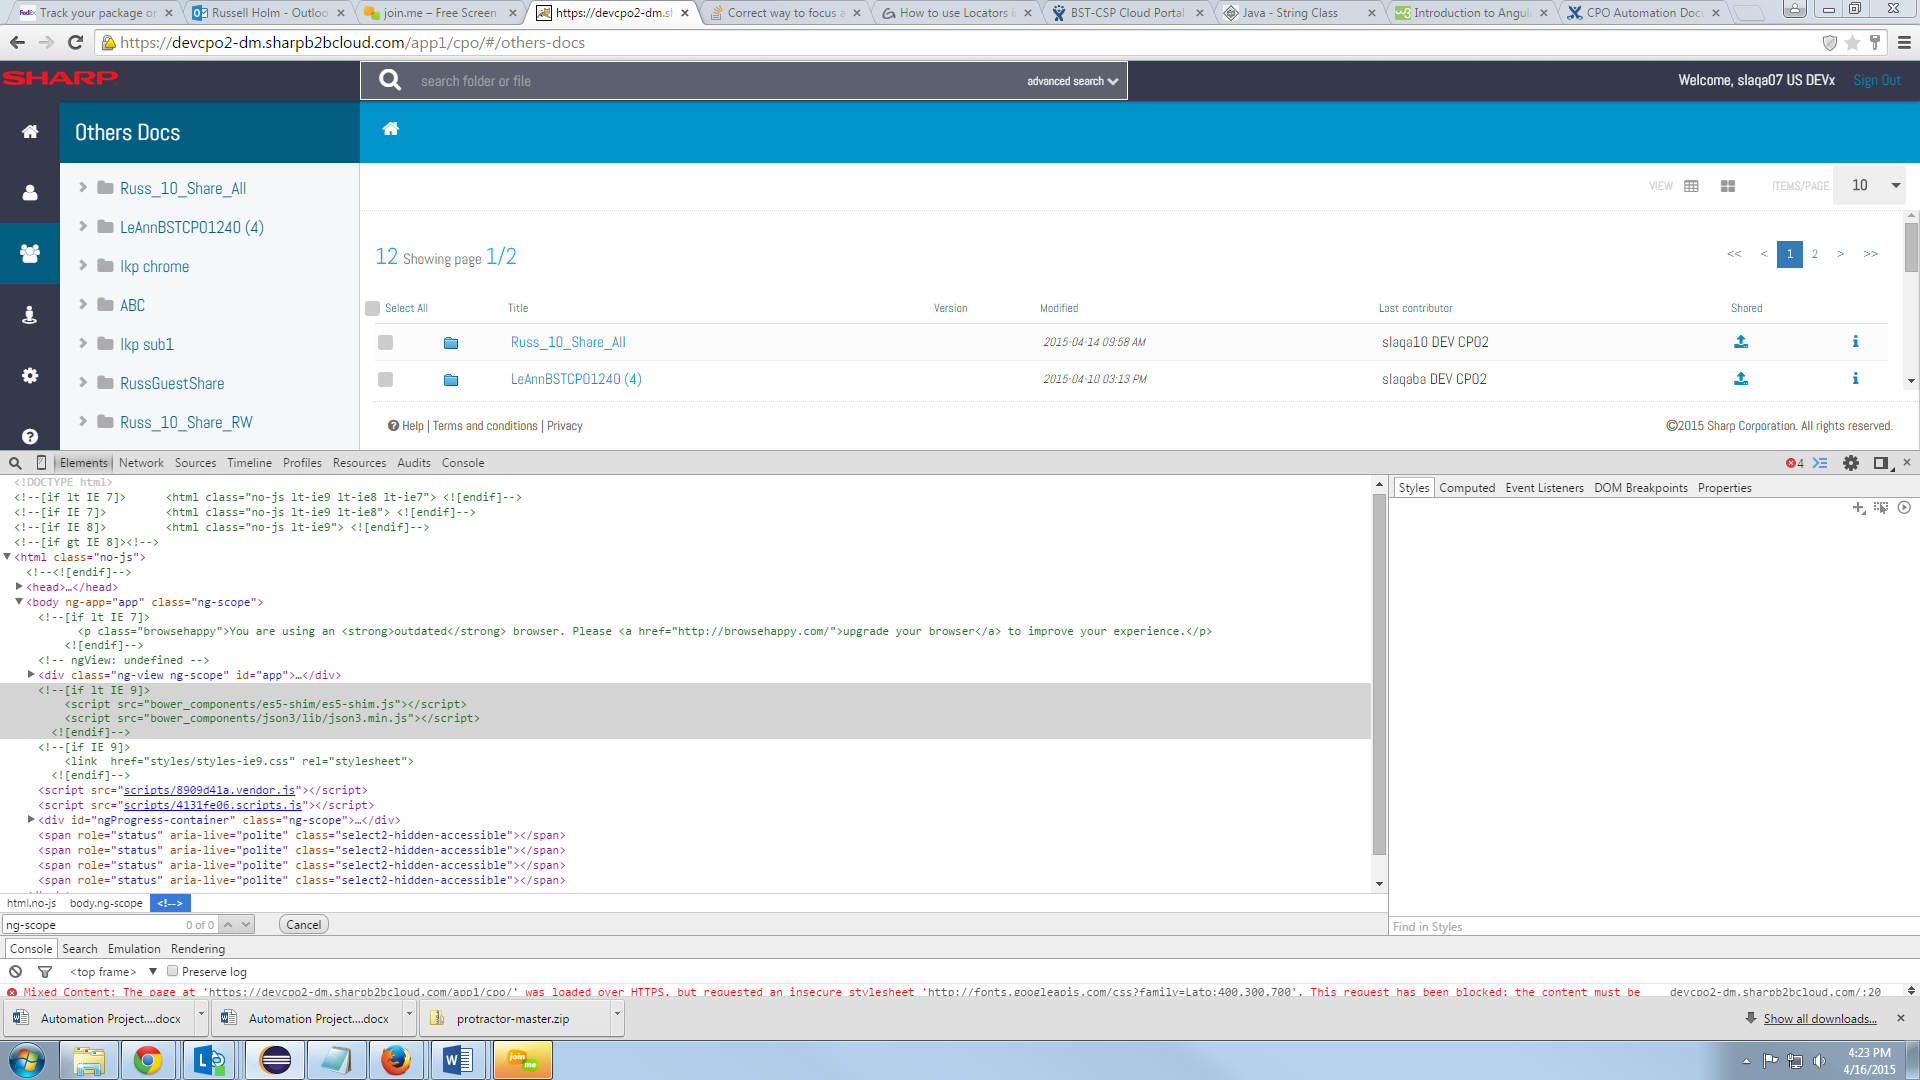 Track your package or
Russell Holm - Outloo
join.me – Free Screen
https://devcpo2-dm.sl
Correct way to focus a
How to use Locators i
BST-CSP Cloud Portal
Java - String Class
Introduction to Angul
CPO Automation Docu
https://devcpo2-dm.sharpb2bcloud.com/app1/cpo/#/others-docs
SHARP
search folder or file
advanced search
Welcome, slaqa07 US DEVx
Sign Out
Others Docs
Russ_10_Share_All
LeAnnBSTCPO1240 (4)
lkp chrome
ABC
lkp sub1
RussGuestShare
Russ_10_Share_RW
VIEW
ITEMS/PAGE
10
12 Showing page 1/2
<< < 1 2 > >>
Select All Title Version Modified Last contributor Shared
Russ_10_Share_All 2015-04-14 09:58 AM slaqa10 DEV CPO2
LeAnnBSTCPO1240 (4) 2015-04-10 03:13 PM slaqaba DEV CPO2
Help | Terms and conditions | Privacy
©2015 Sharp Corporation. All rights reserved.
Elements Network Sources Timeline Profiles Resources Audits Console
4
<!DOCTYPE html>
<!--[if lt IE 7]>      <html class="no-js lt-ie9 lt-ie8 lt-ie7"> <![endif]-->
<!--[if IE 7]>         <html class="no-js lt-ie9 lt-ie8"> <![endif]-->
<!--[if IE 8]>         <html class="no-js lt-ie9"> <![endif]-->
<!--[if gt IE 8]><!-->
<html class="no-js">
<!--<![endif]-->
<head>…</head>
<body ng-app="app" class="ng-scope">
<!--[if lt IE 7]>
<p class="browsehappy">You are using an <strong>outdated</strong> browser. Please <a href="http://browsehappy.com/">upgrade your browser</a> to improve your experience.</p>
<![endif]-->
<!-- ngView: undefined -->
<div class="ng-view ng-scope" id="app">…</div>
<!--[if lt IE 9]>
<script src="bower_components/es5-shim/es5-shim.js"></script>
<script src="bower_components/json3/lib/json3.min.js"></script>
<![endif]-->
<!--[if IE 9]>
<link  href="styles/styles-ie9.css" rel="stylesheet">
<![endif]-->
<script src="scripts/8909d41a.vendor.js"></script>
<script src="scripts/4131fe06.scripts.js"></script>
<div id="ngProgress-container" class="ng-scope">…</div>
<span role="status" aria-live="polite" class="select2-hidden-accessible"></span>
<span role="status" aria-live="polite" class="select2-hidden-accessible"></span>
<span role="status" aria-live="polite" class="select2-hidden-accessible"></span>
<span role="status" aria-live="polite" class="select2-hidden-accessible"></span>
html.no-js body.ng-scope <!-->
ng-scope
0 of 0
Cancel
Styles Computed Event Listeners DOM Breakpoints Properties
Find in Styles
Console Search Emulation Rendering
<top frame>
Preserve log
Mixed Content: The page at 'https://devcpo2-dm.sharpb2bcloud.com/app1/cpo/' was loaded over HTTPS, but requested an insecure stylesheet 'http://fonts.googleapis.com/css?family=Lato:400,300,700'. This request has been blocked; the content must be
devcpo2-dm.sharpb2bcloud.com/:20
Automation Project....docx
Automation Project....docx
protractor-master.zip
Show all downloads...
join me
4:23 PM
4/16/2015